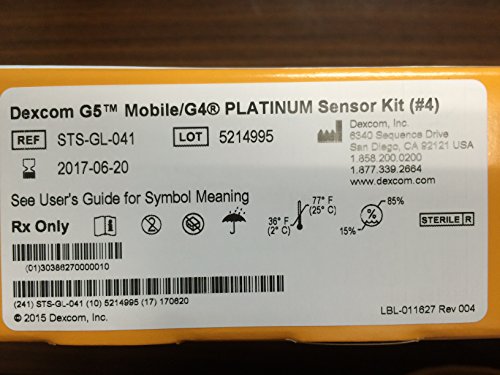 Dexcom G5™ Mobile/G4® PLATINUM Sensor Kit (#4)
REF STS-GL-041 LOT 5214995
Dexcom, Inc.
6340 Sequence Drive
San Diego, CA 92121 USA
1.858.200.0200
1.877.339.2664
www.dexcom.com
2017-06-20
See User's Guide for Symbol Meaning
Rx Only
36° F
(2° C)
77° F
(25° C)
15%
%
85%
STERILE R
(01)30386270000010
(241) STS-GL-041 (10) 5214995 (17) 170620
© 2015 Dexcom, Inc.
LBL-011627 Rev 004